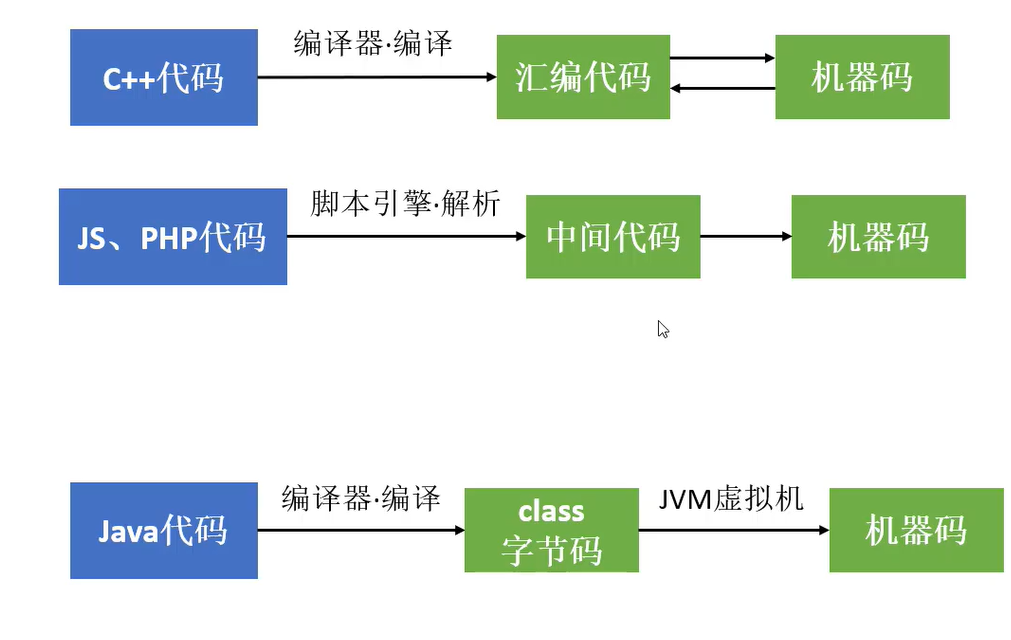 编译器·编译
C++代码
汇编代码
机器码
脚本引擎·解析
JS、PHP代码
中间代码
机器码
编译器·编译
JVM虚拟机
Java代码
class
字节码
机器码